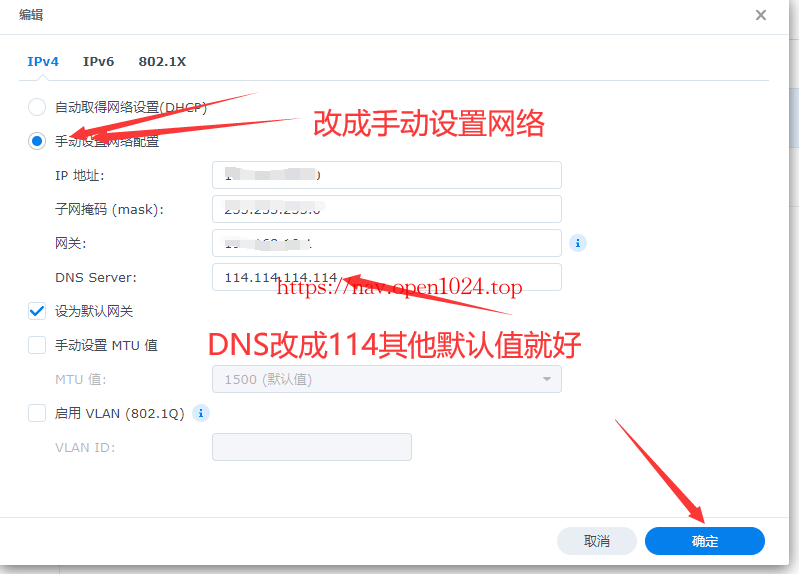 编辑
IPv4 IPv6 802.1X
自动取得网络设置(DHCP)
改成手动设置网络
手动设置网络配置
IP 地址:
子网掩码 (mask):
网关:
DNS Server: 114.114.114.114
https://nav.open1024.top
设为默认网关
手动设置 MTU 值
DNS改成114其他默认值就好
MTU 值: 1500 (默认值)
启用 VLAN (802.1Q)
VLAN ID:
取消 确定